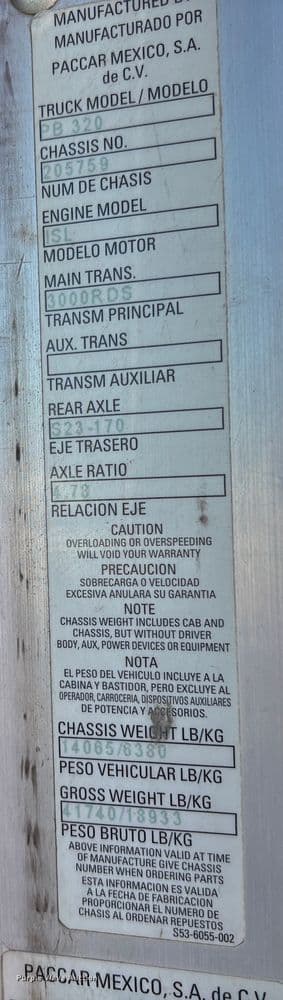 MANUFACTURED BY
MANUFACTURADO POR
PACCAR MEXICO, S.A.
de C.V.
TRUCK MODEL / MODELO
PB 320
CHASSIS NO.
205759
NUM DE CHASIS
ENGINE MODEL
ISL
MODELO MOTOR
MAIN TRANS.
3000RDS
TRANSM PRINCIPAL
AUX. TRANS
TRANSM AUXILIAR
REAR AXLE
S23-170
EJE TRASERO
AXLE RATIO
4.78
RELACION EJE
CAUTION
OVERLOADING OR OVERSPEEDING
WILL VOID YOUR WARRANTY
PRECAUCION
SOBRECARGA O VELOCIDAD
EXCESIVA ANULARA SU GARANTIA
NOTE
CHASSIS WEIGHT INCLUDES CAB AND
CHASSIS, BUT WITHOUT DRIVER
BODY, AUX, POWER DEVICES OR EQUIPMENT
NOTA
EL PESO DEL VEHICULO INCLUYE A LA
CABINA Y BASTIDOR, PERO EXCLUYE AL
OPERADOR, CARROCERIA, DISPOSITIVOS AUXILIARES
DE POTENCIA Y ACCESORIOS.
CHASSIS WEIGHT LB/KG
14065/6380
PESO VEHICULAR LB/KG
GROSS WEIGHT LB/KG
41740/18933
PESO BRUTO LB/KG
ABOVE INFORMATION VALID AT TIME
OF MANUFACTURE GIVE CHASSIS
NUMBER WHEN ORDERING PARTS
ESTA INFORMACION ES VALIDA
A LA FECHA DE FABRICACION
PROPORCIONAR EL NUMERO DE
CHASIS AL ORDENAR REPUESTOS
S53-6055-002
PACCAR MEXICO, S.A. de C.V.